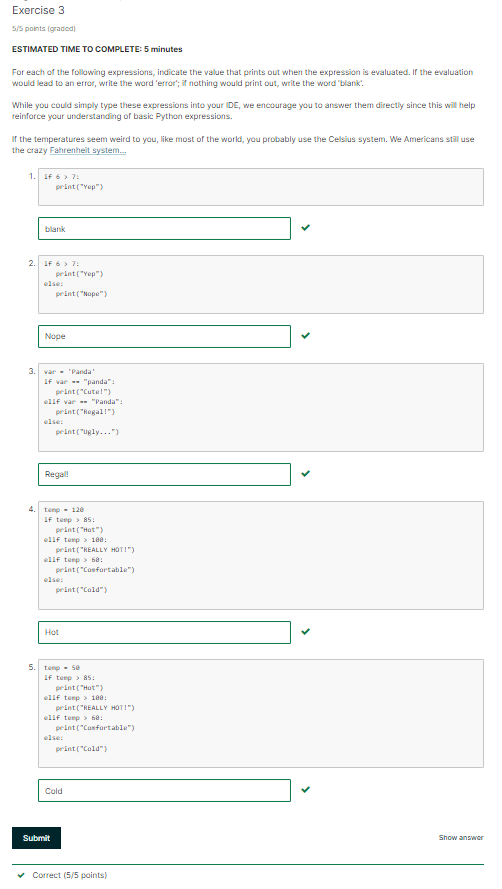 Exercise 3
5/5 points (graded)
ESTIMATED TIME TO COMPLETE: 5 minutes
For each of the following expressions, indicate the value that prints out when the expression is evaluated. If the evaluation
would lead to an error, write the word 'error'; if nothing would print out, write the word 'blank'.
While you could simply type these expressions into your IDE, we encourage you to answer them directly since this will help
reinforce your understanding of basic Python expressions.
If the temperatures seem weird to you, like most of the world, you probably use the Celsius system. We Americans still use
the crazy Fahrenheit system...
1. if 6 > 7:
print("Yep")
blank
2. if 6 > 7:
print("Yep")
else:
print("Nope")
Nope
3. var = 'Panda'
if var == "panda":
print("Cute!")
elif var == "Panda":
print("Regal!")
else:
print("Ugly...")
Regal!
4. temp = 120
if temp > 85:
print("Hot")
elif temp > 100:
print("REALLY HOT!")
elif temp > 60:
print("Comfortable")
else:
print("Cold")
Hot
5. temp = 50
if temp > 85:
print("Hot")
elif temp > 100:
print("REALLY HOT!")
elif temp > 60:
print("Comfortable")
else:
print("Cold")
Cold
Submit
Show answer
Correct (5/5 points)